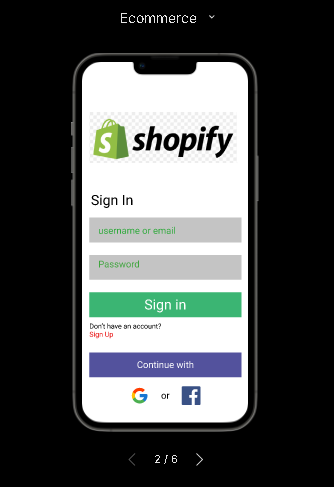 Ecommerce
shopify
Sign In
username or email
Password
Sign in
Don't have an account?
Sign Up
Continue with
or
2 / 6